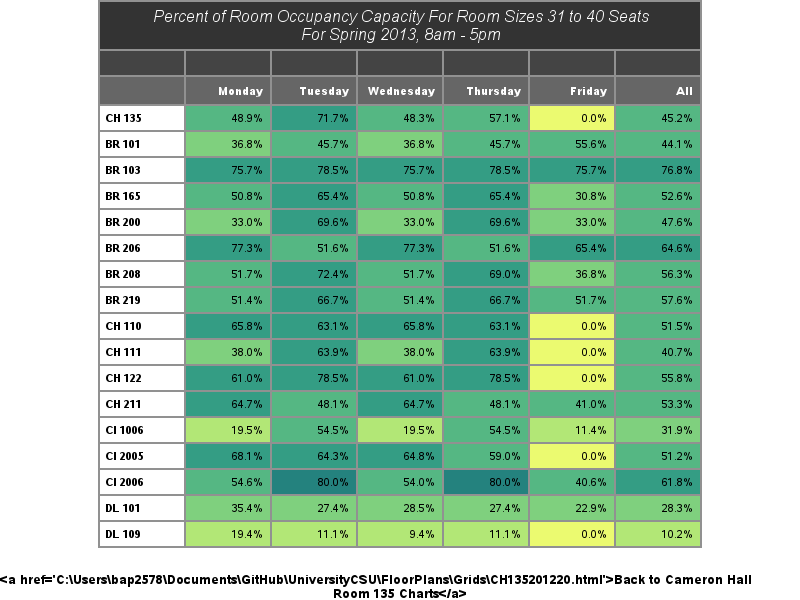 Percent of Room Occupancy Capacity For Room Sizes 31 to 40 Seats
For Spring 2013, 8am - 5pm
Monday Tuesday Wednesday Thursday Friday All
CH 135 48.9% 71.7% 48.3% 57.1% 0.0% 45.2%
BR 101 36.8% 45.7% 36.8% 45.7% 55.6% 44.1%
BR 103 75.7% 78.5% 75.7% 78.5% 75.7% 76.8%
BR 165 50.8% 65.4% 50.8% 65.4% 30.8% 52.6%
BR 200 33.0% 69.6% 33.0% 69.6% 33.0% 47.6%
BR 206 77.3% 51.6% 77.3% 51.6% 65.4% 64.6%
BR 208 51.7% 72.4% 51.7% 69.0% 36.8% 56.3%
BR 219 51.4% 66.7% 51.4% 66.7% 51.7% 57.6%
CH 110 65.8% 63.1% 65.8% 63.1% 0.0% 51.5%
CH 111 38.0% 63.9% 38.0% 63.9% 0.0% 40.7%
CH 122 61.0% 78.5% 61.0% 78.5% 0.0% 55.8%
CH 211 64.7% 48.1% 64.7% 48.1% 41.0% 53.3%
CI 1006 19.5% 54.5% 19.5% 54.5% 11.4% 31.9%
CI 2005 68.1% 64.3% 64.8% 59.0% 0.0% 51.2%
CI 2006 54.6% 80.0% 54.0% 80.0% 40.6% 61.8%
DL 101 35.4% 27.4% 28.5% 27.4% 22.9% 28.3%
DL 109 19.4% 11.1% 9.4% 11.1% 0.0% 10.2%
<a href='C:\Users\bap2578\Documents\GitHub\UniversityCSU\FloorPlans\Grids\CH135201220.html'>Back to Cameron Hall
Room 135 Charts</a>